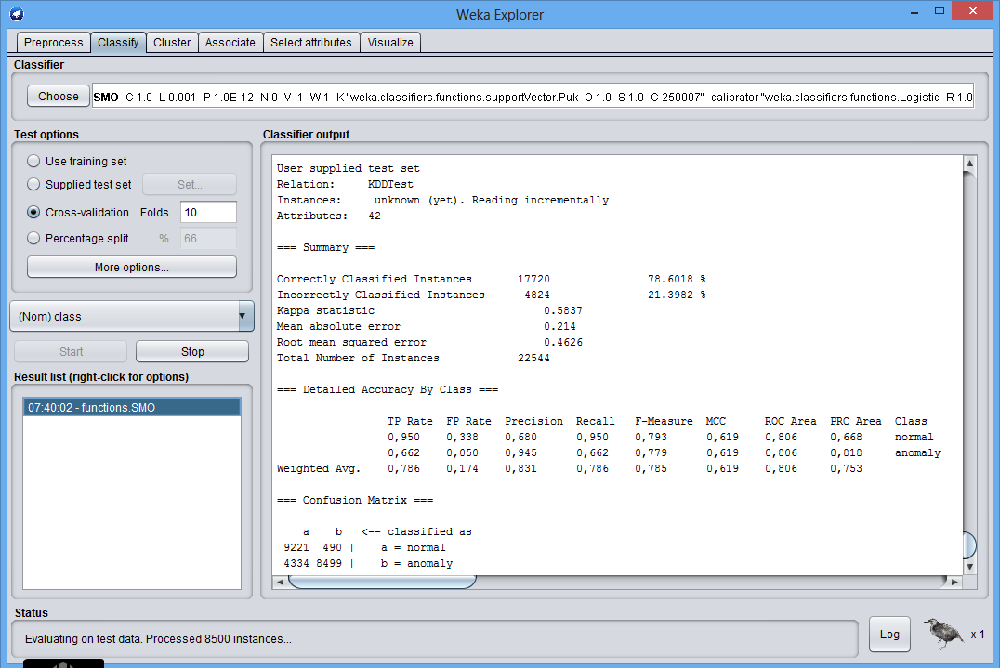 Weka Explorer
Preprocess Classify Cluster Associate Select attributes Visualize
Classifier
Choose SMO -C 1.0 -L 0.001 -P 1.0E-12 -N 0 -V -1 -W 1 -K "weka.classifiers.functions.supportVector.Puk -O 1.0 -S 1.0 -C 250007" -calibrator "weka.classifiers.functions.Logistic -R 1.0
Test options
Use training set
Supplied test set Set...
Cross-validation Folds 10
Percentage split % 66
More options...
(Nom) class
Start Stop
Result list (right-click for options)
07:40:02 - functions.SMO
Classifier output
User supplied test set
Relation: KDDTest
Instances: unknown (yet). Reading incrementally
Attributes: 42
=== Summary ===
Correctly Classified Instances 17720 78.6018 %
Incorrectly Classified Instances 4824 21.3982 %
Kappa statistic 0.5837
Mean absolute error 0.214
Root mean squared error 0.4626
Total Number of Instances 22544
=== Detailed Accuracy By Class ===
TP Rate FP Rate Precision Recall F-Measure MCC ROC Area PRC Area Class
0,950 0,338 0,680 0,950 0,793 0,619 0,806 0,668 normal
0,662 0,050 0,945 0,662 0,779 0,619 0,806 0,818 anomaly
Weighted Avg. 0,786 0,174 0,831 0,786 0,785 0,619 0,806 0,753
=== Confusion Matrix ===
a b <-- classified as
9221 490 | a = normal
4334 8499 | b = anomaly
Status
Evaluating on test data. Processed 8500 instances...
Log x 1